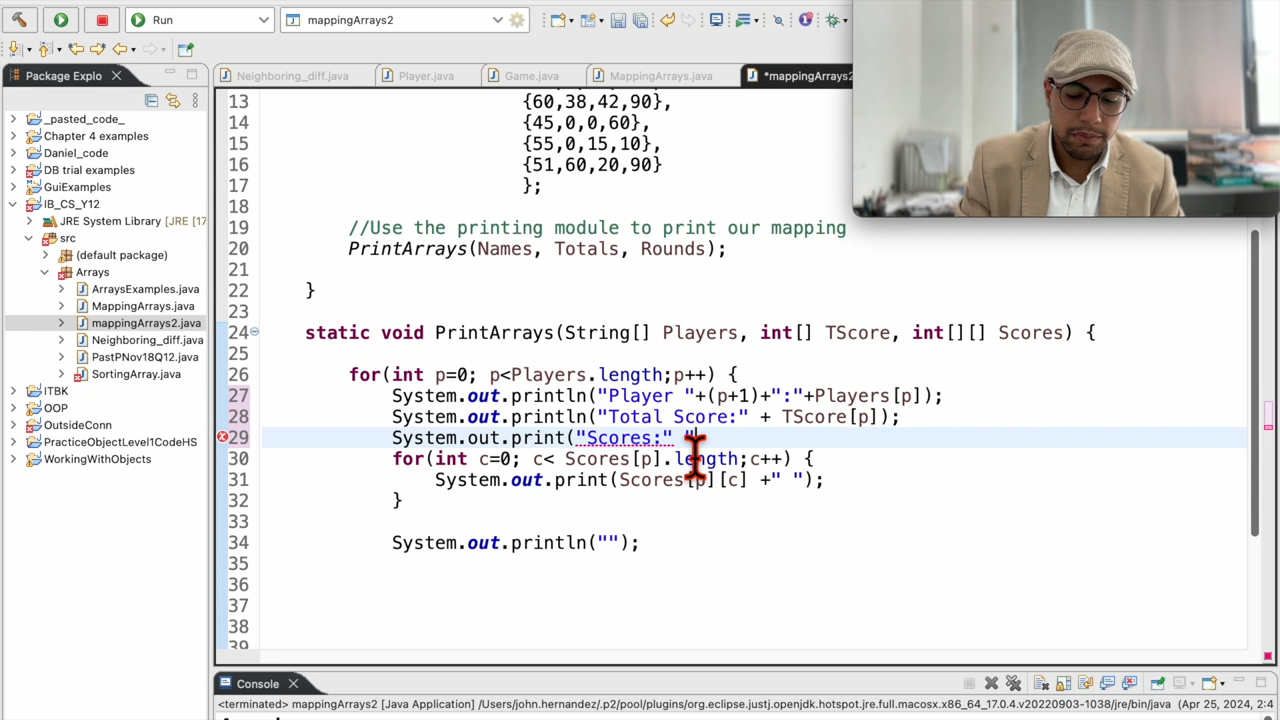 Run
mappingArrays2
Package Explo
Neighboring_diff.java
Player.java
Game.java
MappingArrays.java
*mappingArrays2
_pasted_code_
Chapter 4 examples
Daniel_code
DB trial examples
GuiExamples
IB_CS_Y12
JRE System Library [JRE [17
src
(default package)
Arrays
ArraysExamples.java
MappingArrays.java
mappingArrays2.java
Neighboring_diff.java
PastPNov18Q12.java
SortingArray.java
ITBK
OOP
OutsideConn
PracticeObjectLevel1CodeHS
WorkingWithObjects
13 {60,38,42,90},
14 {45,0,0,60},
15 {55,0,15,10},
16 {51,60,20,90}
17 };
18
19 //Use the printing module to print our mapping
20 PrintArrays(Names, Totals, Rounds);
21
22 }
23
24 static void PrintArrays(String[] Players, int[] TScore, int[][] Scores) {
25
26 for(int p=0; p<Players.length;p++) {
27 System.out.println("Player "+(p+1)+":"+Players[p]);
28 System.out.println("Total Score:" + TScore[p]);
29 System.out.print("Scores:" "
30 for(int c=0; c< Scores[p].length;c++) {
31 System.out.print(Scores[p][c] +" ");
32 }
33
34 System.out.println("");
35
36
37
38
39
Console
<terminated> mappingArrays2 [Java Application] /Users/john.hernandez/.p2/pool/plugins/org.eclipse.justj.openjdk.hotspot.jre.full.macosx.x86_64_17.0.4.v20220903-1038/jre/bin/java (Apr 25, 2024, 2:4